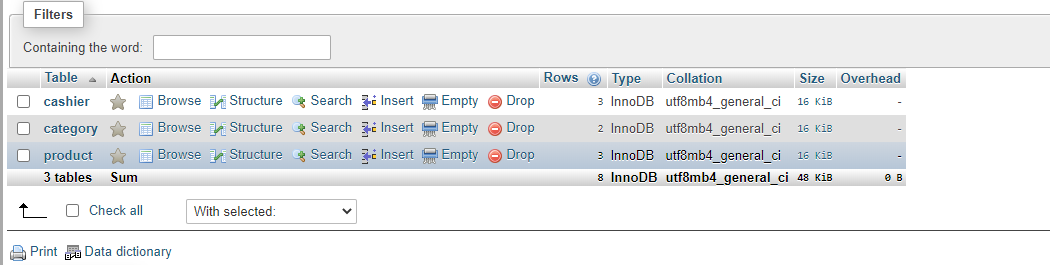 Filters
Containing the word:
Table Action Rows Type Collation Size Overhead
cashier Browse Structure Search Insert Empty Drop 3 InnoDB utf8mb4_general_ci 16 KiB -
category Browse Structure Search Insert Empty Drop 2 InnoDB utf8mb4_general_ci 16 KiB -
product Browse Structure Search Insert Empty Drop 3 InnoDB utf8mb4_general_ci 16 KiB -
3 tables Sum 8 InnoDB utf8mb4_general_ci 48 KiB 0 B
Check all With selected:
Print Data dictionary